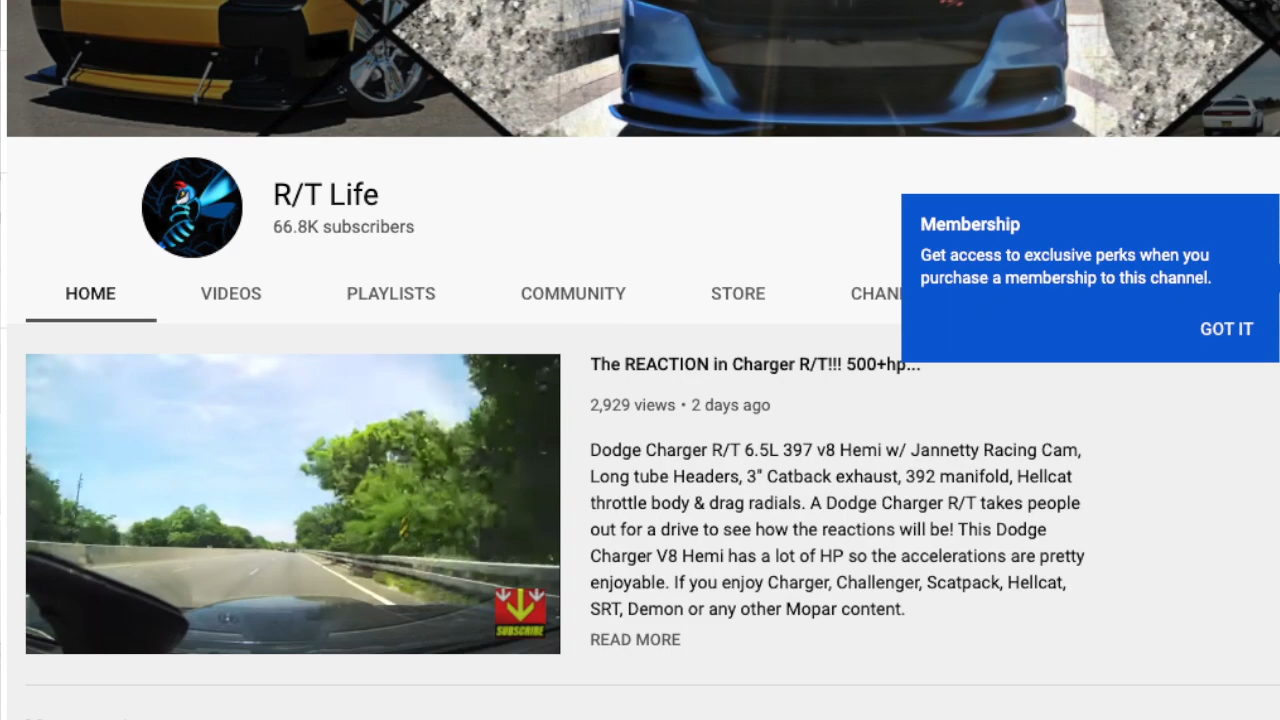 R/T Life
66.8K subscribers
Membership
Get access to exclusive perks when you
purchase a membership to this channel.
GOT IT
HOME VIDEOS PLAYLISTS COMMUNITY STORE
The REACTION in Charger R/T!!! 500+hp...
2,929 views • 2 days ago
Dodge Charger R/T 6.5L 397 v8 Hemi w/ Jannetty Racing Cam,
Long tube Headers, 3" Catback exhaust, 392 manifold, Hellcat
throttle body & drag radials. A Dodge Charger R/T takes people
out for a drive to see how the reactions will be! This Dodge
Charger V8 Hemi has a lot of HP so the accelerations are pretty
enjoyable. If you enjoy Charger, Challenger, Scatpack, Hellcat,
SRT, Demon or any other Mopar content.
READ MORE
SUBSCRIBE